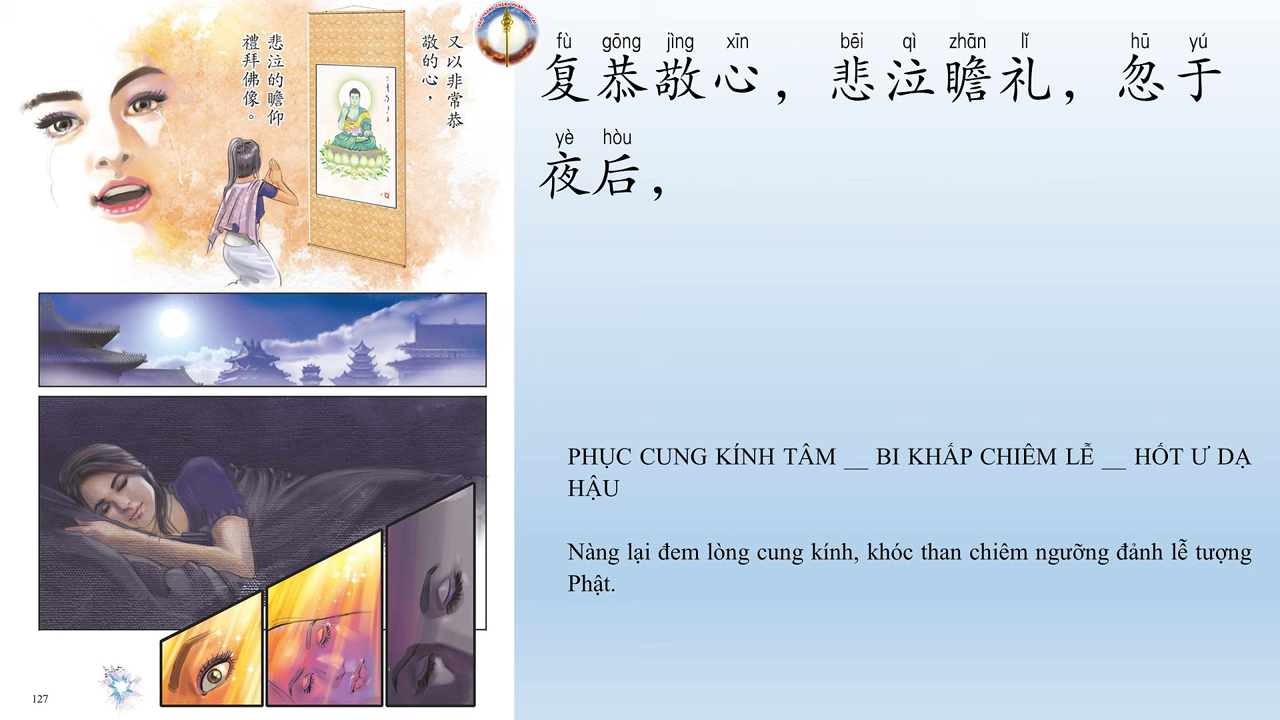 又以非常恭
敬的心，
悲泣的瞻仰
禮拜佛像。
fù gōng jìng xīn bēi qì zhān lǐ hū yú
复恭敬心，悲泣瞻礼，忽于
yè hòu
夜后，
PHỤC CUNG KÍNH TÂM __ BI KHẤP CHIÊM LỄ __ HỐT Ư DẠ
HẬU
Nàng lại đem lòng cung kính, khóc than chiêm ngưỡng đảnh lễ tượng
Phật.
127